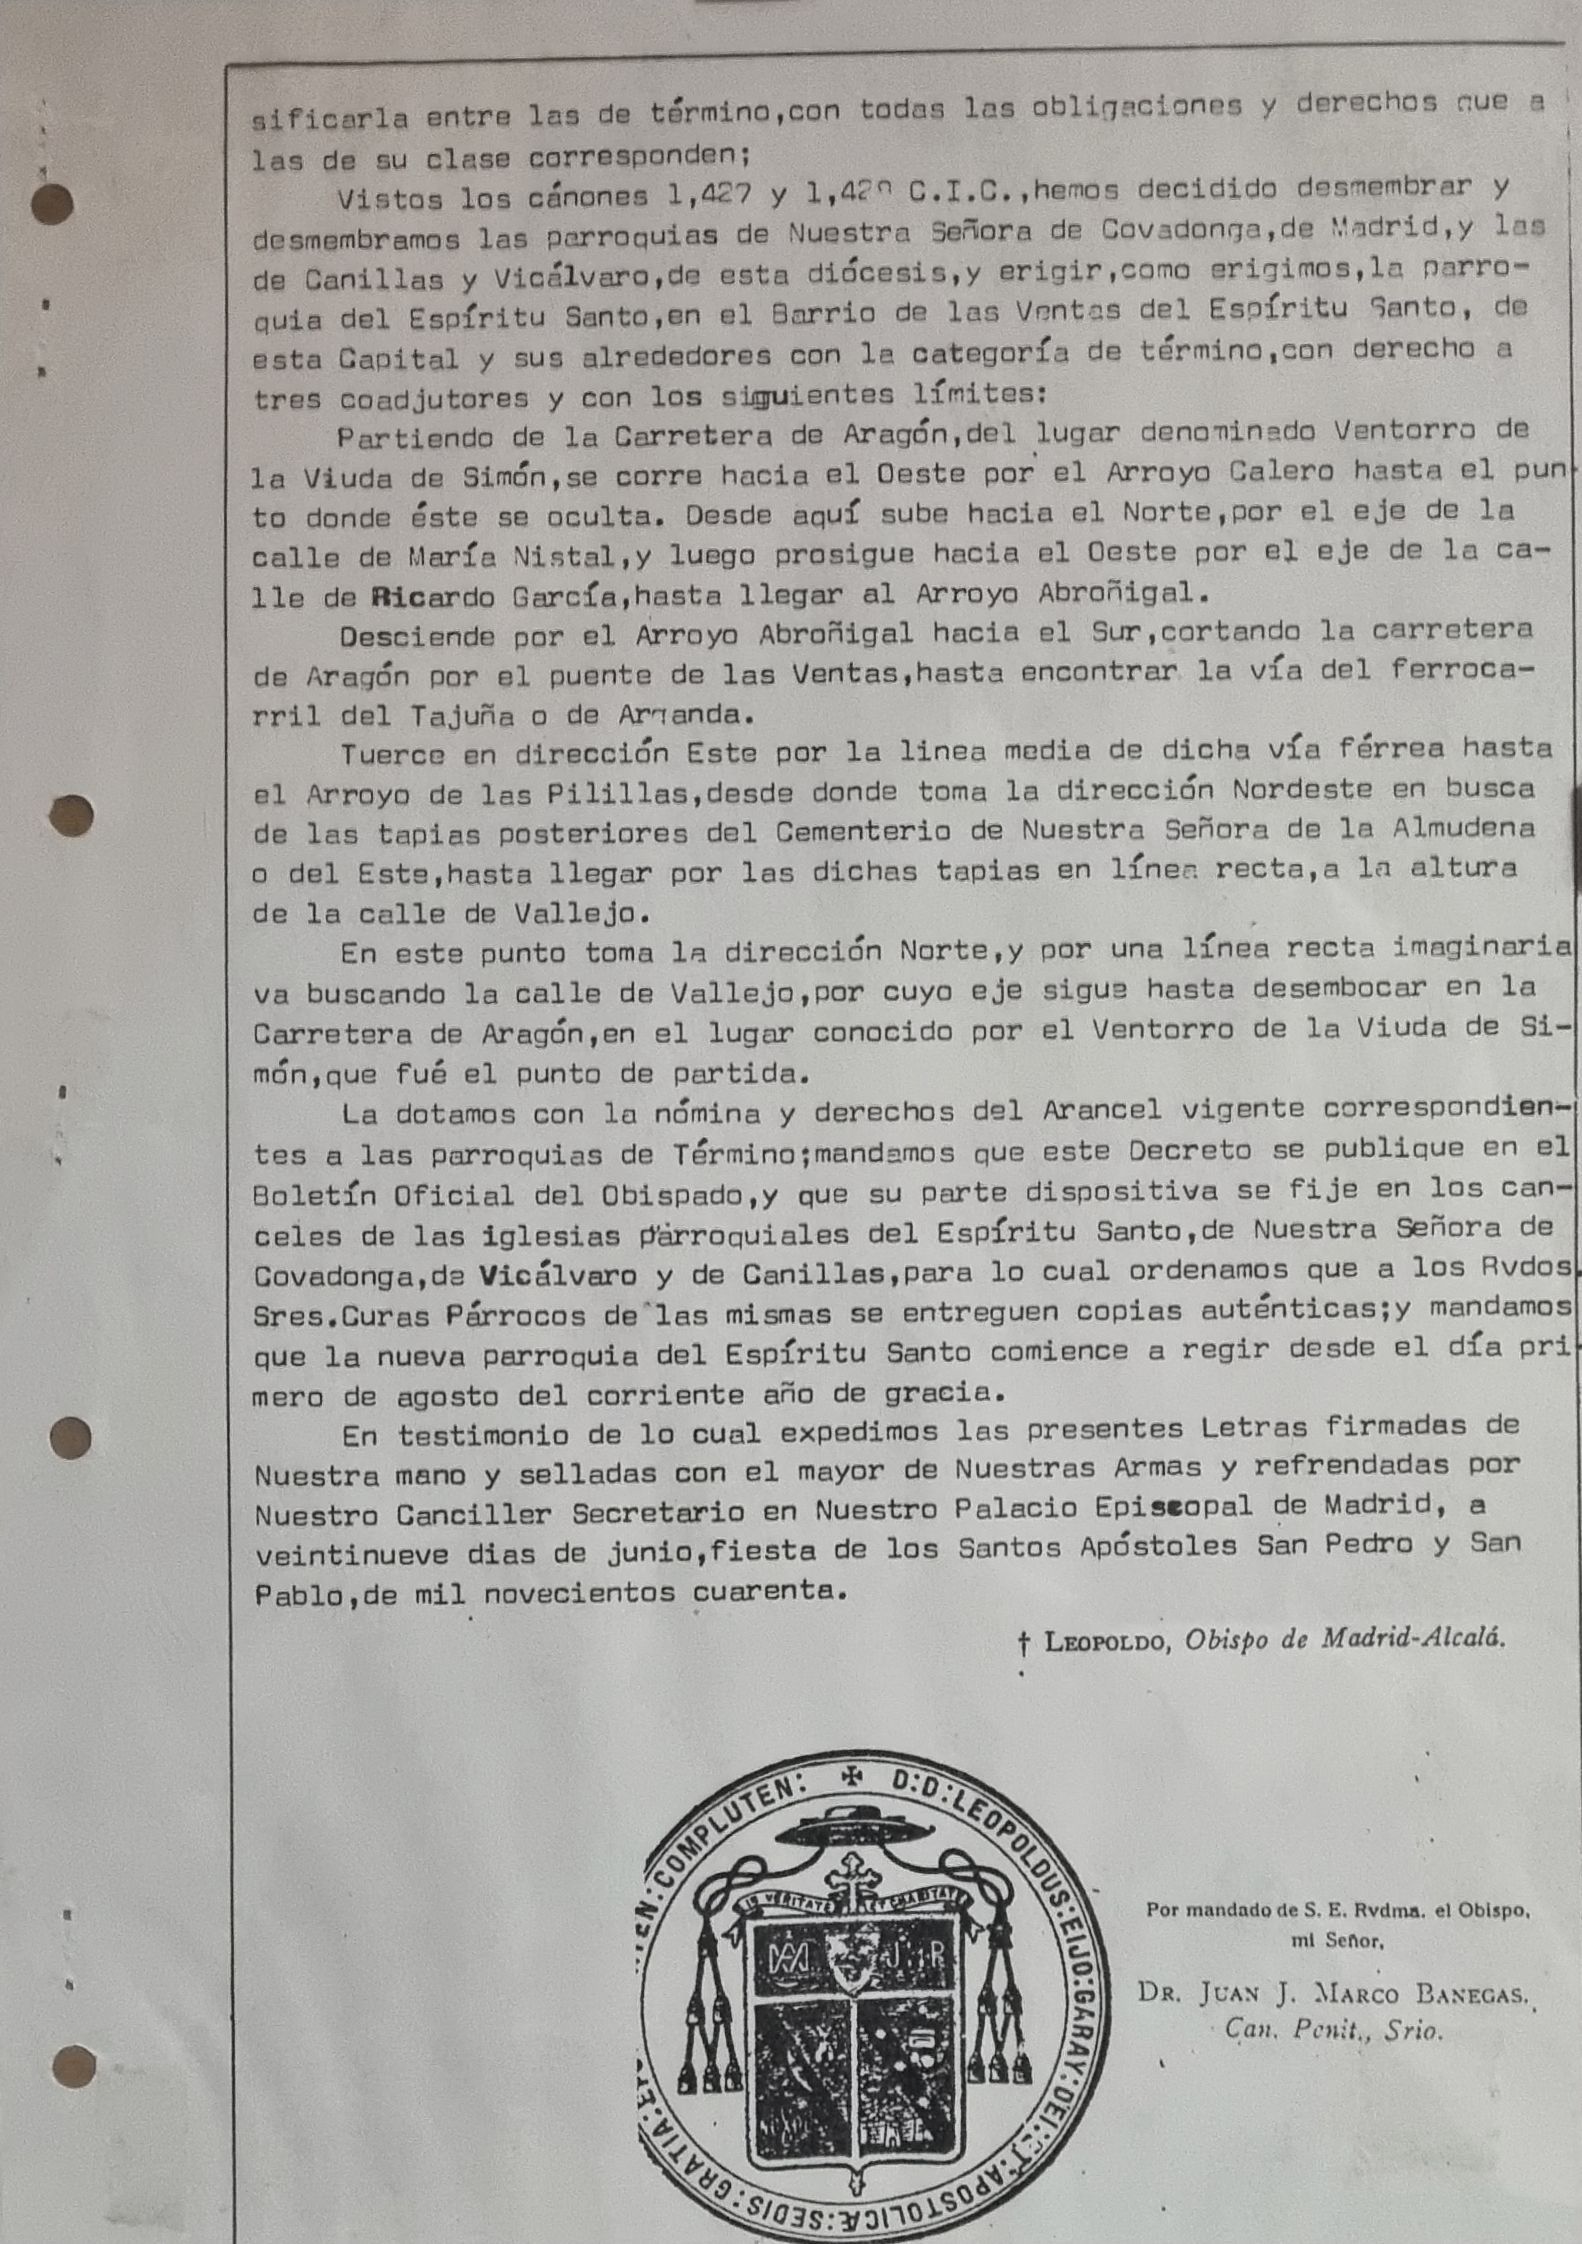 sificarla entre las de término,con todas las obligaciones y derechos que a
las de su clase corresponden;
Vistos los cánones 1,427 y C.I.C.,hemos decidido desmembrar y
desmembramos las parroquias de Nuestra Señora de Covadonga,de Madrid,y las
de Canillas y Vicálvaro,de esta diócesis,y erigir,como erigimos,la parro-
quia del Espíritu Santo,en el Barrio de las Ventas del Espíritu Santo, de
esta Capital y sus alrededores con la categoría de término,con derecho a
tres coadjutores y con los siguientes límites:
Partiendo de la Carretera de Aragón,del lugar denominado Ventorro de
la Viuda de Simón,se corre hacia el Oeste por el Arroyo Calero hasta el pun-
to donde éste se oculta. Desde aquí sube hacia el Norte,por el eje de la
calle de María Nistal,y luego prosigue hacia el Oeste por el eje de la ca-
lle de Ricardo García,hasta llegar al Arroyo Abroñigal.
Desciende por el Arroyo Abroñigal hacia el Sur,cortando la carretera
de Aragón por el puente de las Ventas,hasta encontrar la vía del ferroca-
rril del Tajuña o de Arganda.
Tuerce en dirección Este por la linea media de dicha vía férrea hasta
el Arroyo de las Pilillas,desde donde toma la dirección Nordeste en busca
de las tapias posteriores del Cementerio de Nuestra Señora de la Almudena
o del Este,hasta llegar por las dichas tapias en línea recta,a la altura
de la calle de Vallejo.
En este punto toma la dirección Norte,y por una línea recta imaginaria
va buscando la calle de Vallejo,por cuyo eje sigue hasta desembocar en la
Carretera de Aragón,en el lugar conocido por el Ventorro de la Viuda de Si-
món,que fué el punto de partida.
La dotamos con la nómina y derechos del Arancel vigente correspondien-
tes a las parroquias de Término;mandamos que este Decreto se publique en el
Boletín Oficial del Obispado,y que su parte dispositiva se fije en los can-
celes de las iglesias parroquiales del Espíritu Santo,de Nuestra Señora de
Covadonga,de Vicálvaro y de Canillas,para lo cual ordenamos que a los Rvdos.
Sres.Curas Párrocos de las mismas se entreguen copias auténticas;y mandamos
que la nueva parroquia del Espíritu Santo comience a regir desde el día pri-
mero de agosto del corriente año de gracia.
En testimonio de lo cual expedimos las presentes Letras firmadas de
Nuestra mano y selladas con el mayor de Nuestras Armas y refrendadas por
Nuestro Canciller Secretario en Nuestro Palacio Episcopal de Madrid, a
veintinueve dias de junio,fiesta de los Santos Apóstoles San Pedro y San
Pablo,de mil novecientos cuarenta.
† LEOPOLDO, Obispo de Madrid-Alcalá.
✠ D:D:LEOPOLDUS:EIJO:GARAY:DEI:ET:APOSTOLICÆ:SEDIS:GRATIA:
COMPLUTEN:
IN VERITATE ET CHARITATE
Por mandado de S. E. Rvdma. el Obispo,
mi Señor,
DR. JUAN J. MARCO BANEGAS.
Can. Penit., Srio.